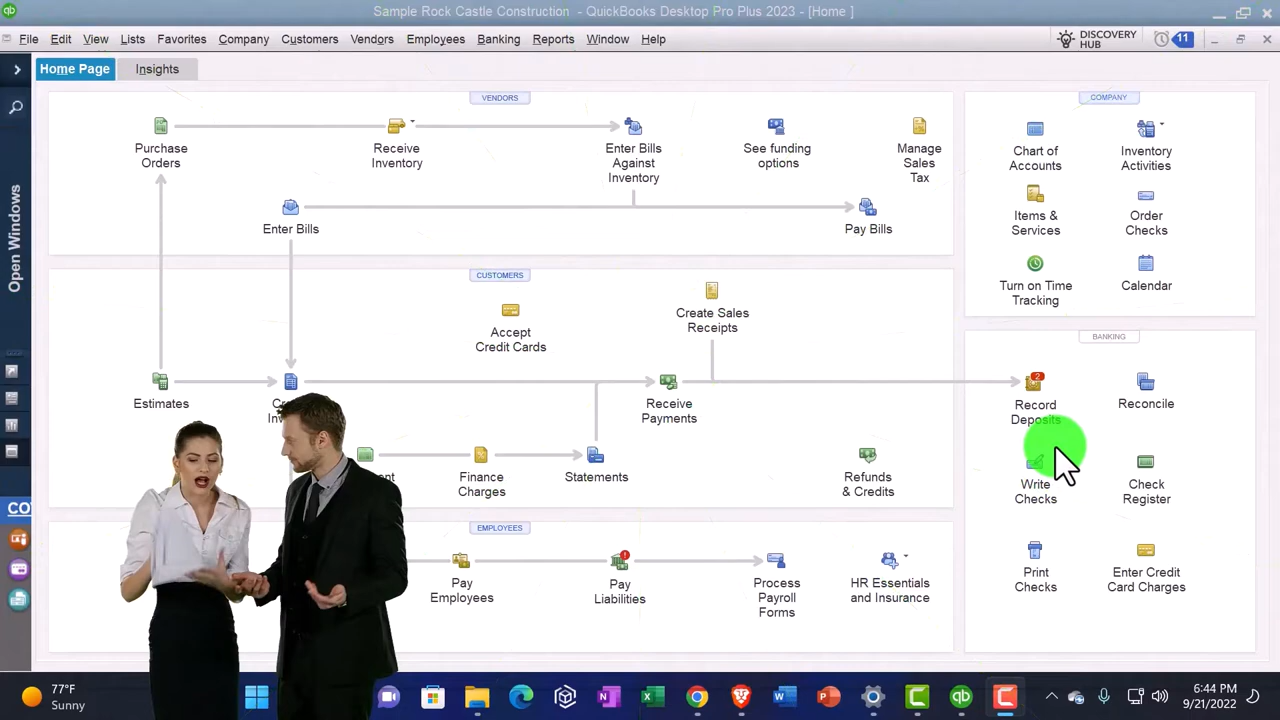 Sample Rock Castle Construction - QuickBooks Desktop Pro Plus 2023 - [Home ]
File Edit View Lists Favorites Company Customers Vendors Employees Banking Reports Window Help
DISCOVERY
HUB
11
Home Page
Insights
Open Windows
VENDORS
Purchase
Orders
Receive
Inventory
Enter Bills
Against
Inventory
See funding
options
Manage
Sales
Tax
Enter Bills
Pay Bills
CUSTOMERS
Accept
Credit Cards
Create Sales
Receipts
Estimates
Receive
Payments
Finance
Charges
Statements
Refunds
& Credits
EMPLOYEES
Pay
Employees
Pay
Liabilities
Process
Payroll
Forms
HR Essentials
and Insurance
COMPANY
Chart of
Accounts
Inventory
Activities
Items &
Services
Order
Checks
Turn on Time
Tracking
Calendar
BANKING
2
Record
Deposits
Reconcile
Write
Checks
Check
Register
Print
Checks
Enter Credit
Card Charges
77°F
Sunny
6:44 PM
9/21/2022